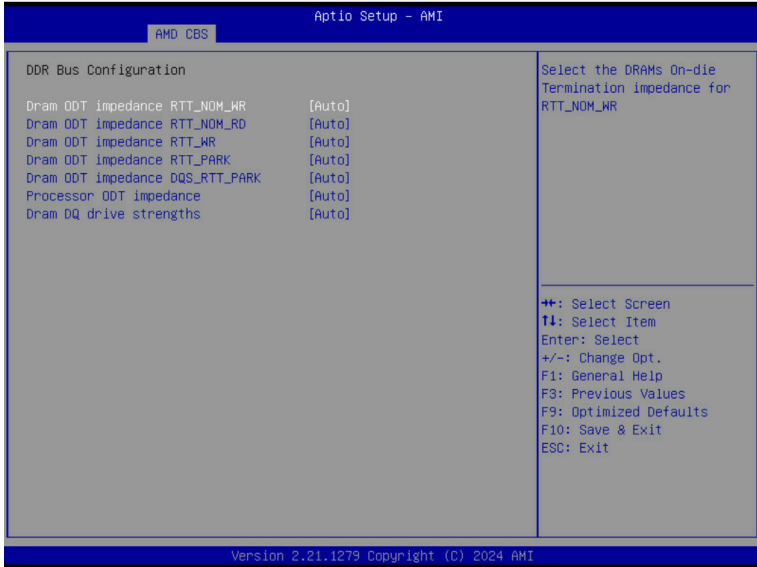 Aptio Setup – AMI
AMD CBS
DDR Bus Configuration
Dram ODT impedance RTT_NOM_WR [Auto]
Dram ODT impedance RTT_NOM_RD [Auto]
Dram ODT impedance RTT_WR [Auto]
Dram ODT impedance RTT_PARK [Auto]
Dram ODT impedance DQS_RTT_PARK [Auto]
Processor ODT impedance [Auto]
Dram DQ drive strengths [Auto]
Select the DRAMs On-die
Termination impedance for
RTT_NOM_WR
→←: Select Screen
↑↓: Select Item
Enter: Select
+/-: Change Opt.
F1: General Help
F3: Previous Values
F9: Optimized Defaults
F10: Save & Exit
ESC: Exit
Version 2.21.1279 Copyright (C) 2024 AMI